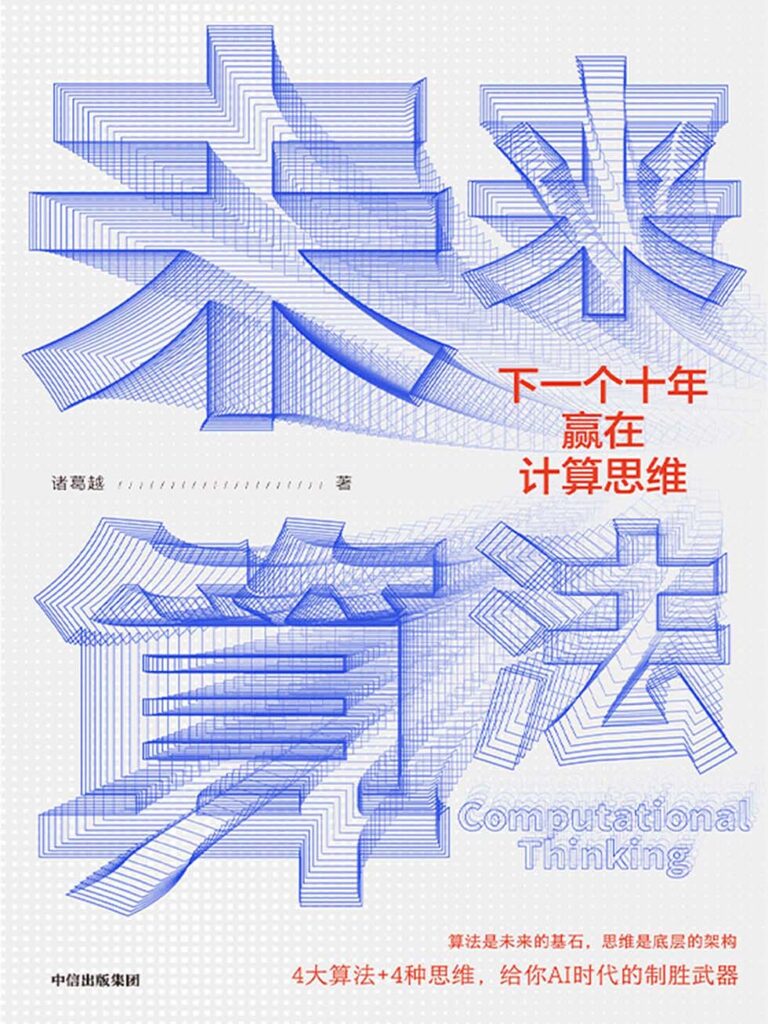 未来
下一个十年
赢在
计算思维
诸葛越 著
算法
Computational
Thinking
算法是未来的基石，思维是底层的架构
4大算法+4种思维，给你AI时代的制胜武器
中信出版集团